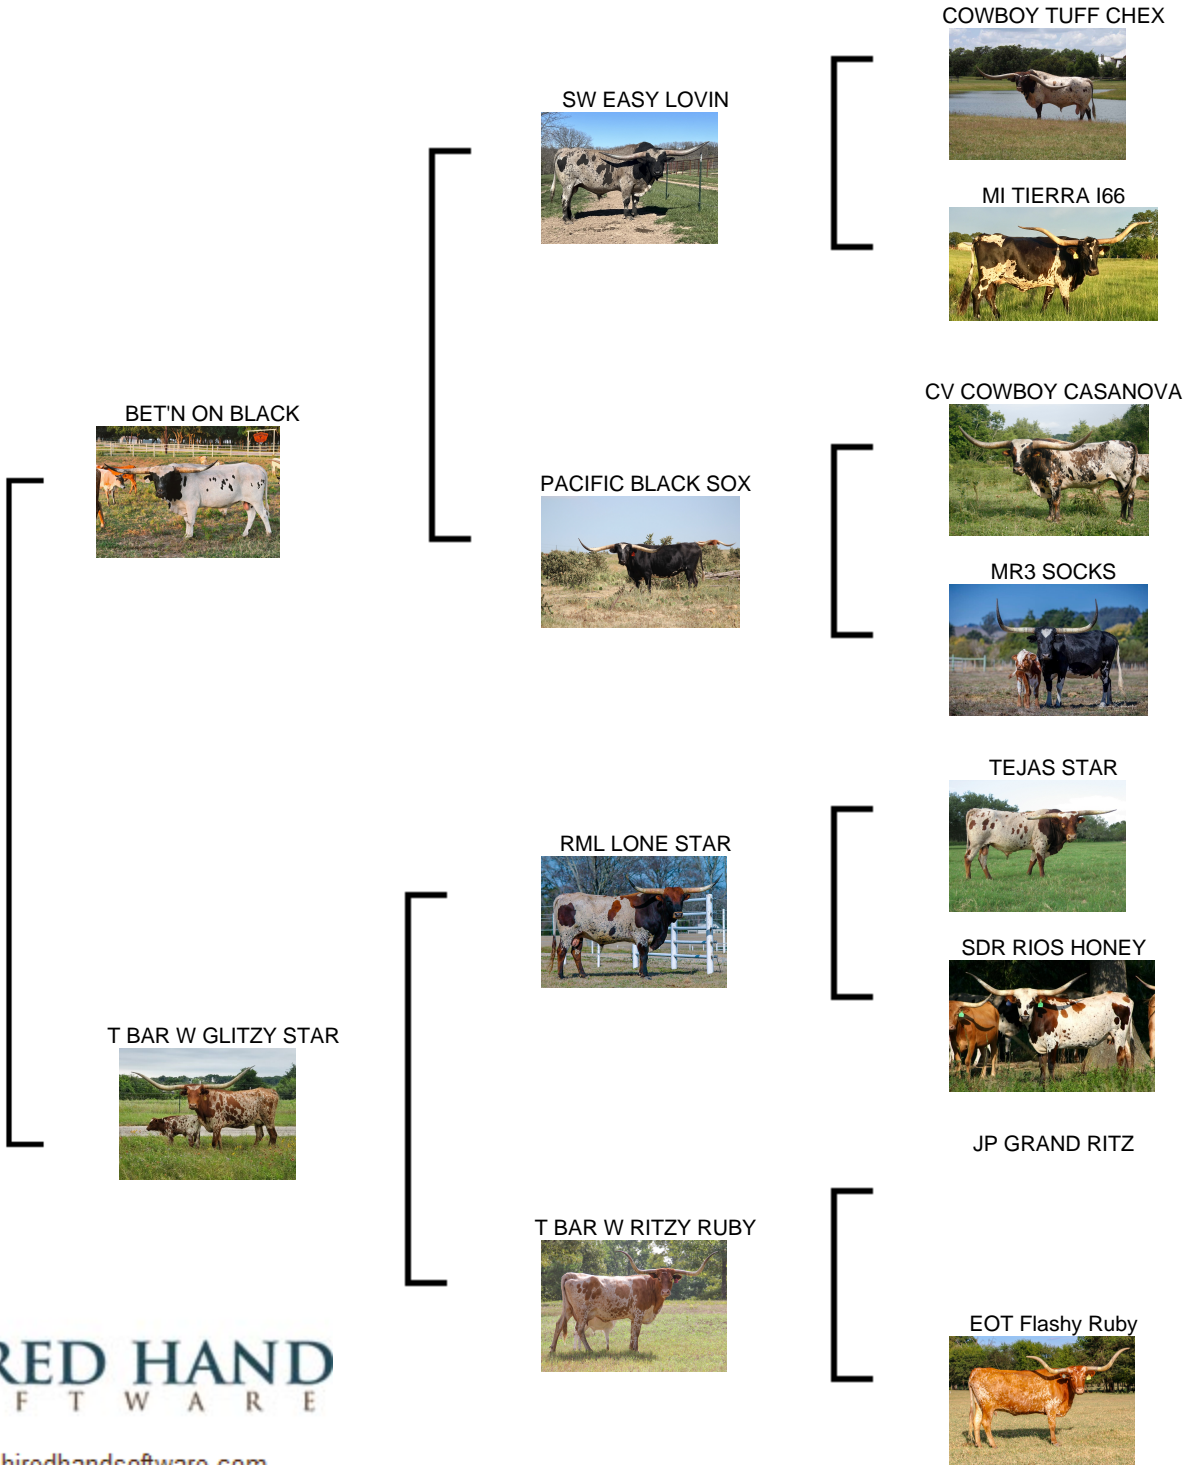 COWBOY TUFF CHEX
SW EASY LOVIN
MI TIERRA I66
BET'N ON BLACK
CV COWBOY CASANOVA
PACIFIC BLACK SOX
MR3 SOCKS
TEJAS STAR
RML LONE STAR
SDR RIOS HONEY
T BAR W GLITZY STAR
JP GRAND RITZ
T BAR W RITZY RUBY
EOT Flashy Ruby
RED HAND
F T W A R E
hiredhandsoftware.com